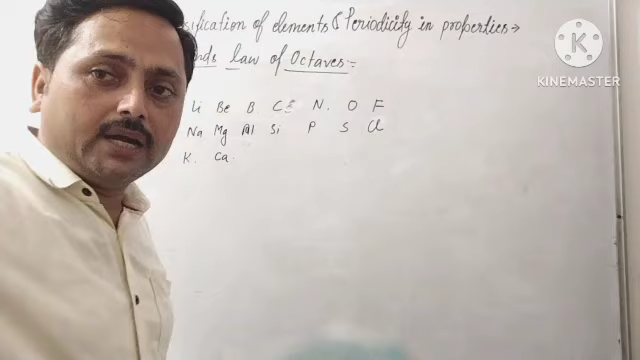 sification of elements & Periodicity in properties →
nds law of Octaves :-
Li Be B C N. O F
Na Mg Al Si P S Cl
K. Ca.
K
KINEMASTER